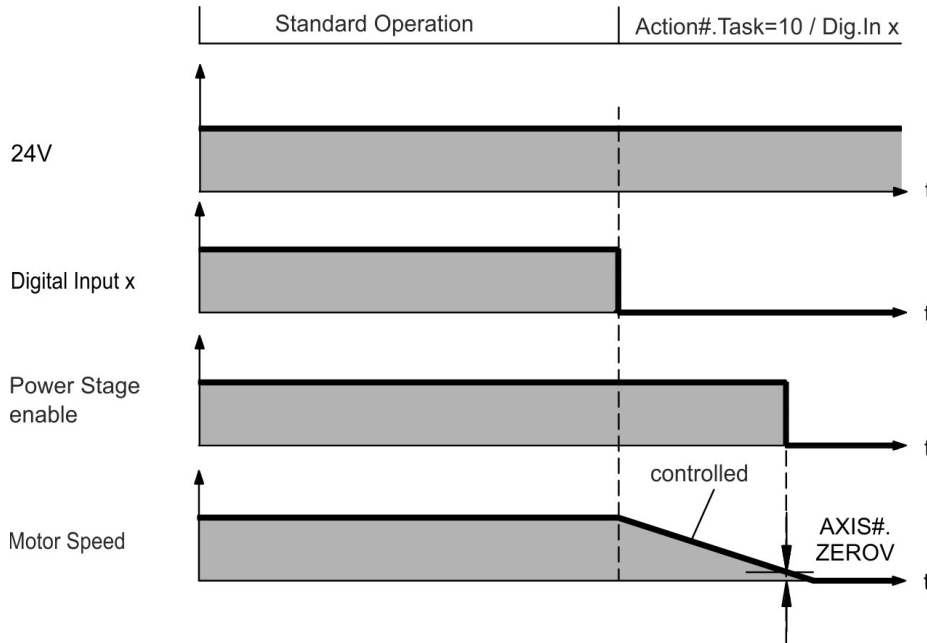 Standard Operation
Action#.Task=10 / Dig.In x
24V
t
Digital Input x
t
Power Stage
enable
t
controlled
Motor Speed
AXIS#.
ZEROV
t